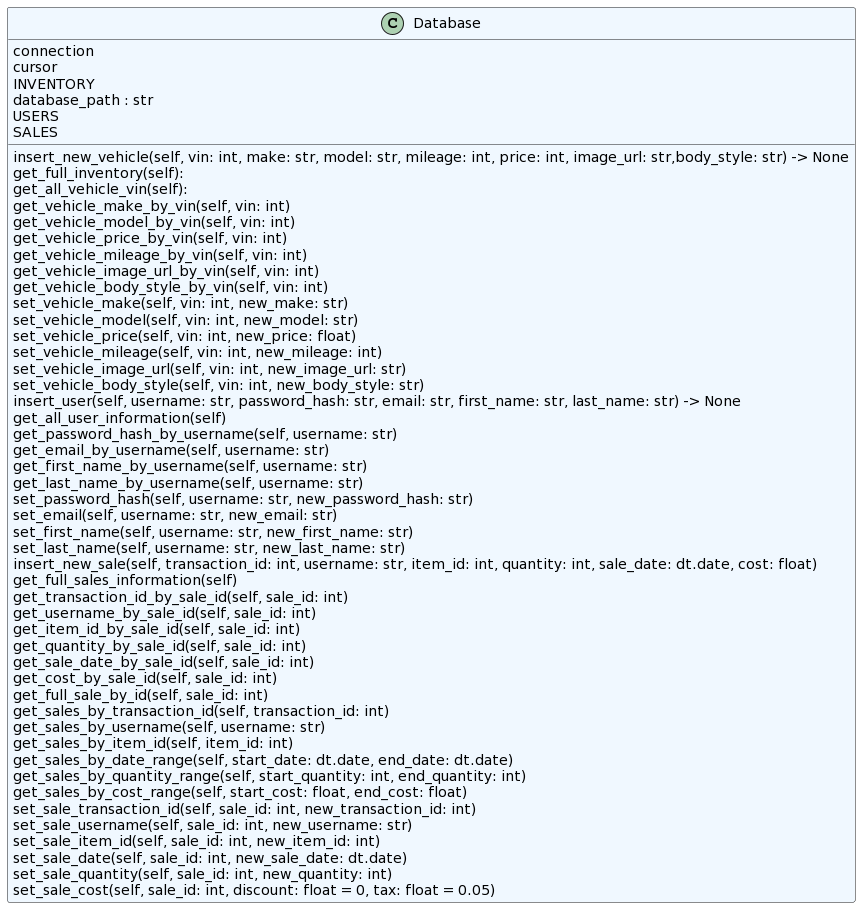 C Database
connection
cursor
INVENTORY
database_path : str
USERS
SALES
insert_new_vehicle(self, vin: int, make: str, model: str, mileage: int, price: int, image_url: str,body_style: str) -> None
get_full_inventory(self):
get_all_vehicle_vin(self):
get_vehicle_make_by_vin(self, vin: int)
get_vehicle_model_by_vin(self, vin: int)
get_vehicle_price_by_vin(self, vin: int)
get_vehicle_mileage_by_vin(self, vin: int)
get_vehicle_image_url_by_vin(self, vin: int)
get_vehicle_body_style_by_vin(self, vin: int)
set_vehicle_make(self, vin: int, new_make: str)
set_vehicle_model(self, vin: int, new_model: str)
set_vehicle_price(self, vin: int, new_price: float)
set_vehicle_mileage(self, vin: int, new_mileage: int)
set_vehicle_image_url(self, vin: int, new_image_url: str)
set_vehicle_body_style(self, vin: int, new_body_style: str)
insert_user(self, username: str, password_hash: str, email: str, first_name: str, last_name: str) -> None
get_all_user_information(self)
get_password_hash_by_username(self, username: str)
get_email_by_username(self, username: str)
get_first_name_by_username(self, username: str)
get_last_name_by_username(self, username: str)
set_password_hash(self, username: str, new_password_hash: str)
set_email(self, username: str, new_email: str)
set_first_name(self, username: str, new_first_name: str)
set_last_name(self, username: str, new_last_name: str)
insert_new_sale(self, transaction_id: int, username: str, item_id: int, quantity: int, sale_date: dt.date, cost: float)
get_full_sales_information(self)
get_transaction_id_by_sale_id(self, sale_id: int)
get_username_by_sale_id(self, sale_id: int)
get_item_id_by_sale_id(self, sale_id: int)
get_quantity_by_sale_id(self, sale_id: int)
get_sale_date_by_sale_id(self, sale_id: int)
get_cost_by_sale_id(self, sale_id: int)
get_full_sale_by_id(self, sale_id: int)
get_sales_by_transaction_id(self, transaction_id: int)
get_sales_by_username(self, username: str)
get_sales_by_item_id(self, item_id: int)
get_sales_by_date_range(self, start_date: dt.date, end_date: dt.date)
get_sales_by_quantity_range(self, start_quantity: int, end_quantity: int)
get_sales_by_cost_range(self, start_cost: float, end_cost: float)
set_sale_transaction_id(self, sale_id: int, new_transaction_id: int)
set_sale_username(self, sale_id: int, new_username: str)
set_sale_item_id(self, sale_id: int, new_item_id: int)
set_sale_date(self, sale_id: int, new_sale_date: dt.date)
set_sale_quantity(self, sale_id: int, new_quantity: int)
set_sale_cost(self, sale_id: int, discount: float = 0, tax: float = 0.05)